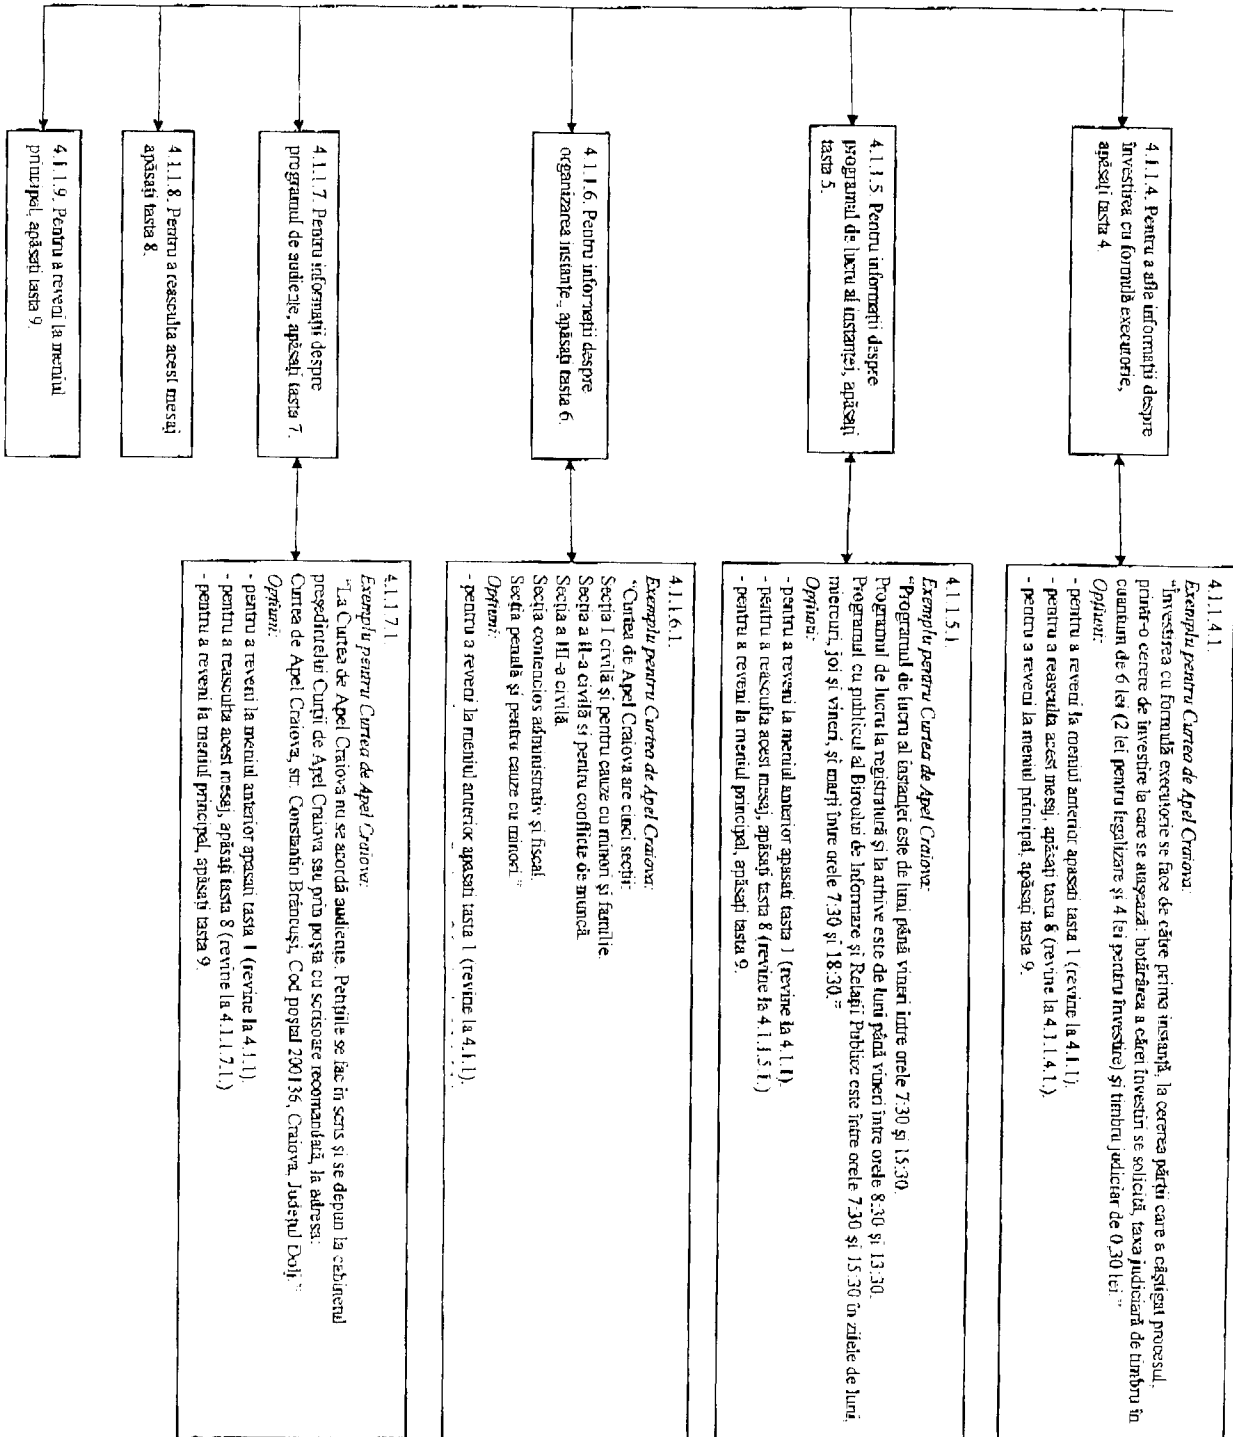 4.1.1.4. Pentru a afle informații despre
învestirea cu formulă executorie,
apăsați tasta 4.
4.1.1.4.1.
Exemplu pentru Curtea de Apel Craiova:
"Învestirea cu formulă executorie se face de către prima instanță, la cererea părții care a câștigat procesul,
printr-o cerere de învestire la care se atașează: hotărârea a cărei învestiri se solicită, taxa judiciară de timbru în
cuantum de 6 lei (2 lei pentru legalizare și 4 lei pentru învestire) și timbru judiciar de 0,30 lei."
Opțiuni:
- pentru a reveni la meniul anterior apasati tasta 1 (revine la 4.1.1).
- pentru a reasculta acest mesaj, apăsați tasta 8 (revine la 4.1.1.4.1.)
- pentru a reveni la meniul principal, apăsați tasta 9.
4.1.1.5. Pentru informații despre
programul de lucru al instanței, apăsați
tasta 5.
4.1.1.5.1
Exemplu pentru Curtea de Apel Craiova:
"Programul de lucru al instanței este de luni până vineri între orele 7:30 și 15:30.
Programul de lucru la registratură și la arhive este de luni până vineri între orele 8:30 și 13:30.
Programul cu publicul al Biroului de Informare și Relații Publice este între orele 7:30 și 15:30 în zilele de luni,
miercuri, joi și vineri, și marți între orele 7:30 și 18:30."
Opțiuni:
- pentru a reveni la meniul anterior apasati tasta 1 (revine la 4.1.1).
- pentru a reasculta acest mesaj, apăsați tasta 8 (revine la 4.1.1.5.1.)
- pentru a reveni la meniul principal, apăsați tasta 9.
4.1.1.6. Pentru informații despre
organizarea instanțe, apăsați tasta 6.
4.1.1.6.1.
Exemplu pentru Curtea de Apel Craiova:
"Curtea de Apel Craiova are cinci secții:
Secția I civilă și pentru cauze cu minori și familie
Secția a II-a civilă și pentru conflicte de muncă
Secția a III-a civilă
Secția contencios administrativ și fiscal
Secția penală și pentru cauze cu minori."
Opțiuni:
- pentru a reveni la meniul anterior apasati tasta 1 (revine la 4.1.1).
4.1.1.7. Pentru informații despre
programul de audiențe, apăsați tasta 7.
4.1.1.7.1.
Exemplu pentru Curtea de Apel Craiova:
"La Curtea de Apel Craiova nu se acordă audiențe. Petițiile se fac în scris și se depun la cabinetul
președintelui Curții de Apel Craiova sau prin poșta cu scrisoare recomandată, la adresa:
Curtea de Apel Craiova, str. Constantin Brâncuși, Cod poștal 200136, Craiova, Județul Dolj."
Opțiuni:
- pentru a reveni la meniul anterior apasati tasta 1 (revine la 4.1.1).
- pentru a reasculta acest mesaj, apăsați tasta 8 (revine la 4.1.1.7.1.)
- pentru a reveni la meniul principal, apăsați tasta 9.
4.1.1.8. Pentru a reasculta acest mesaj
apăsați tasta 8.
4.1.1.9. Pentru a reveni la meniul
principal, apăsați tasta 9.